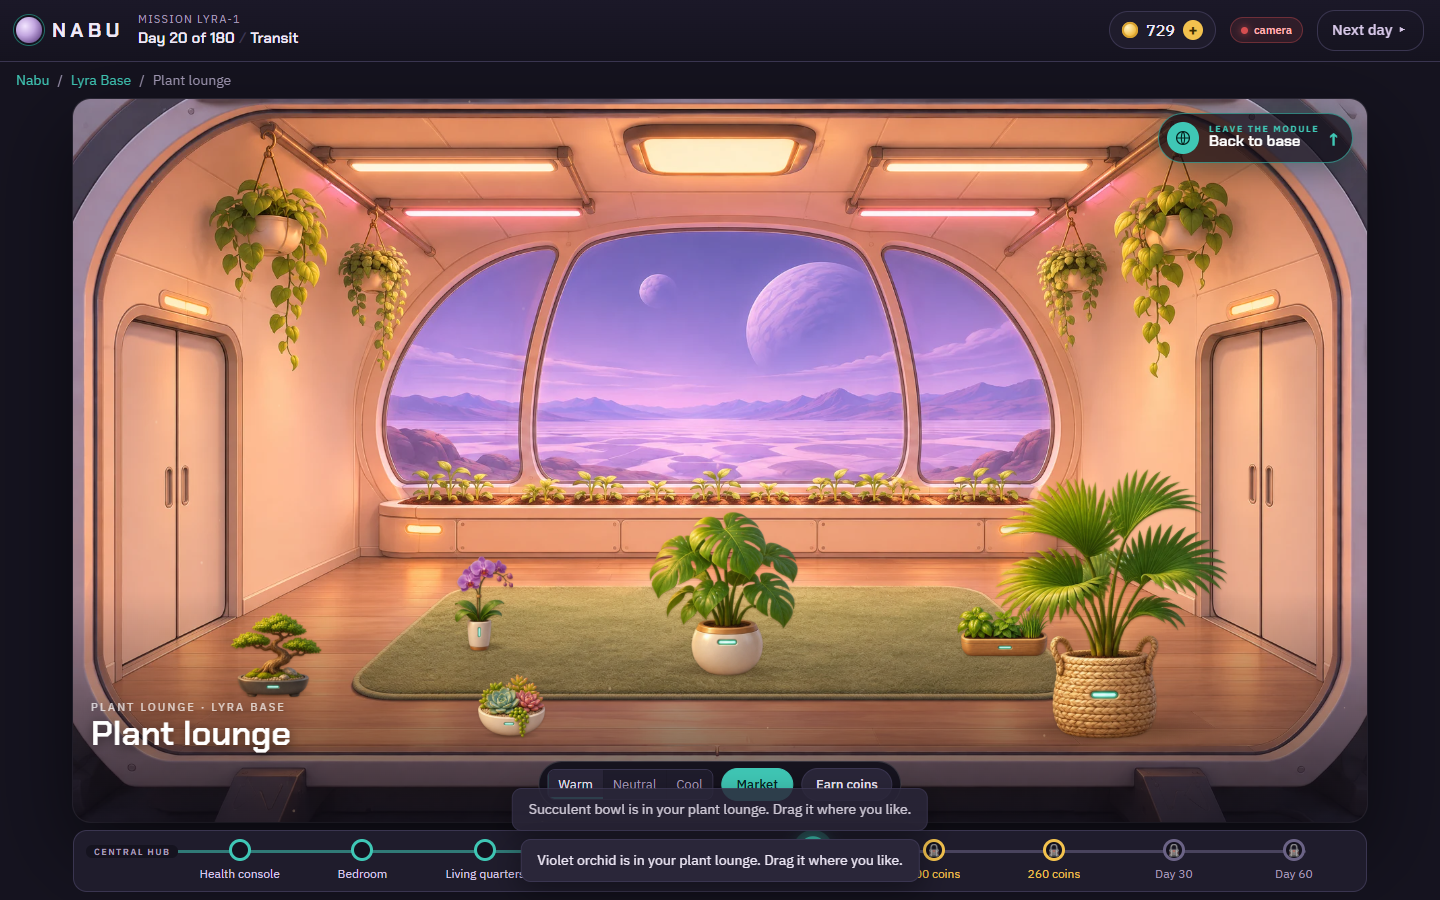 NABU
MISSION LYRA-1
Day 20 of 180 / Transit
729 +
camera
Next day
Nabu / Lyra Base / Plant lounge
LEAVE THE MODULE
Back to base
PLANT LOUNGE · LYRA BASE
Plant lounge
Warm Neutral Cool Market Earn coins
Succulent bowl is in your plant lounge. Drag it where you like.
Violet orchid is in your plant lounge. Drag it where you like.
CENTRAL HUB
Health console
Bedroom
Living quarters
coins
260 coins
Day 30
Day 60